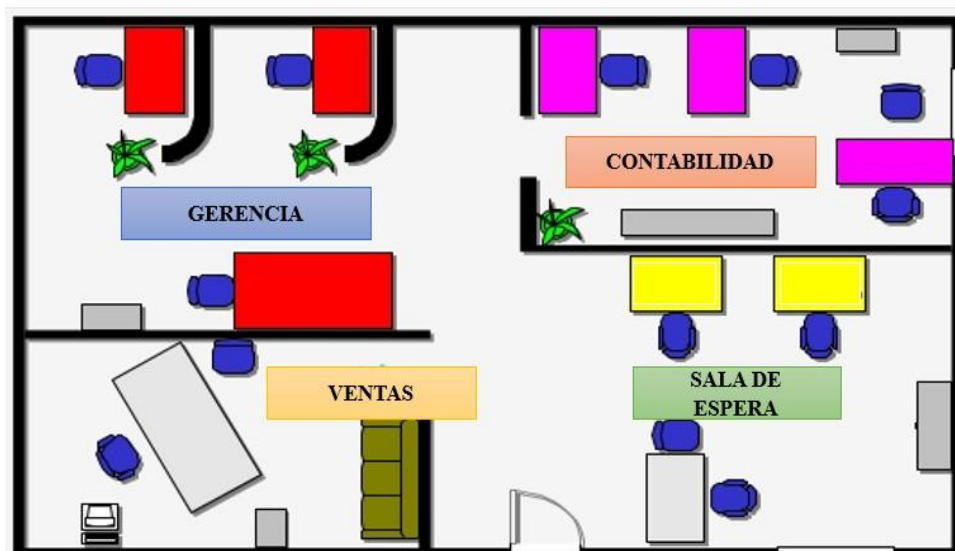 CONTABILIDAD
GERENCIA
VENTAS
SALA DE
ESPERA